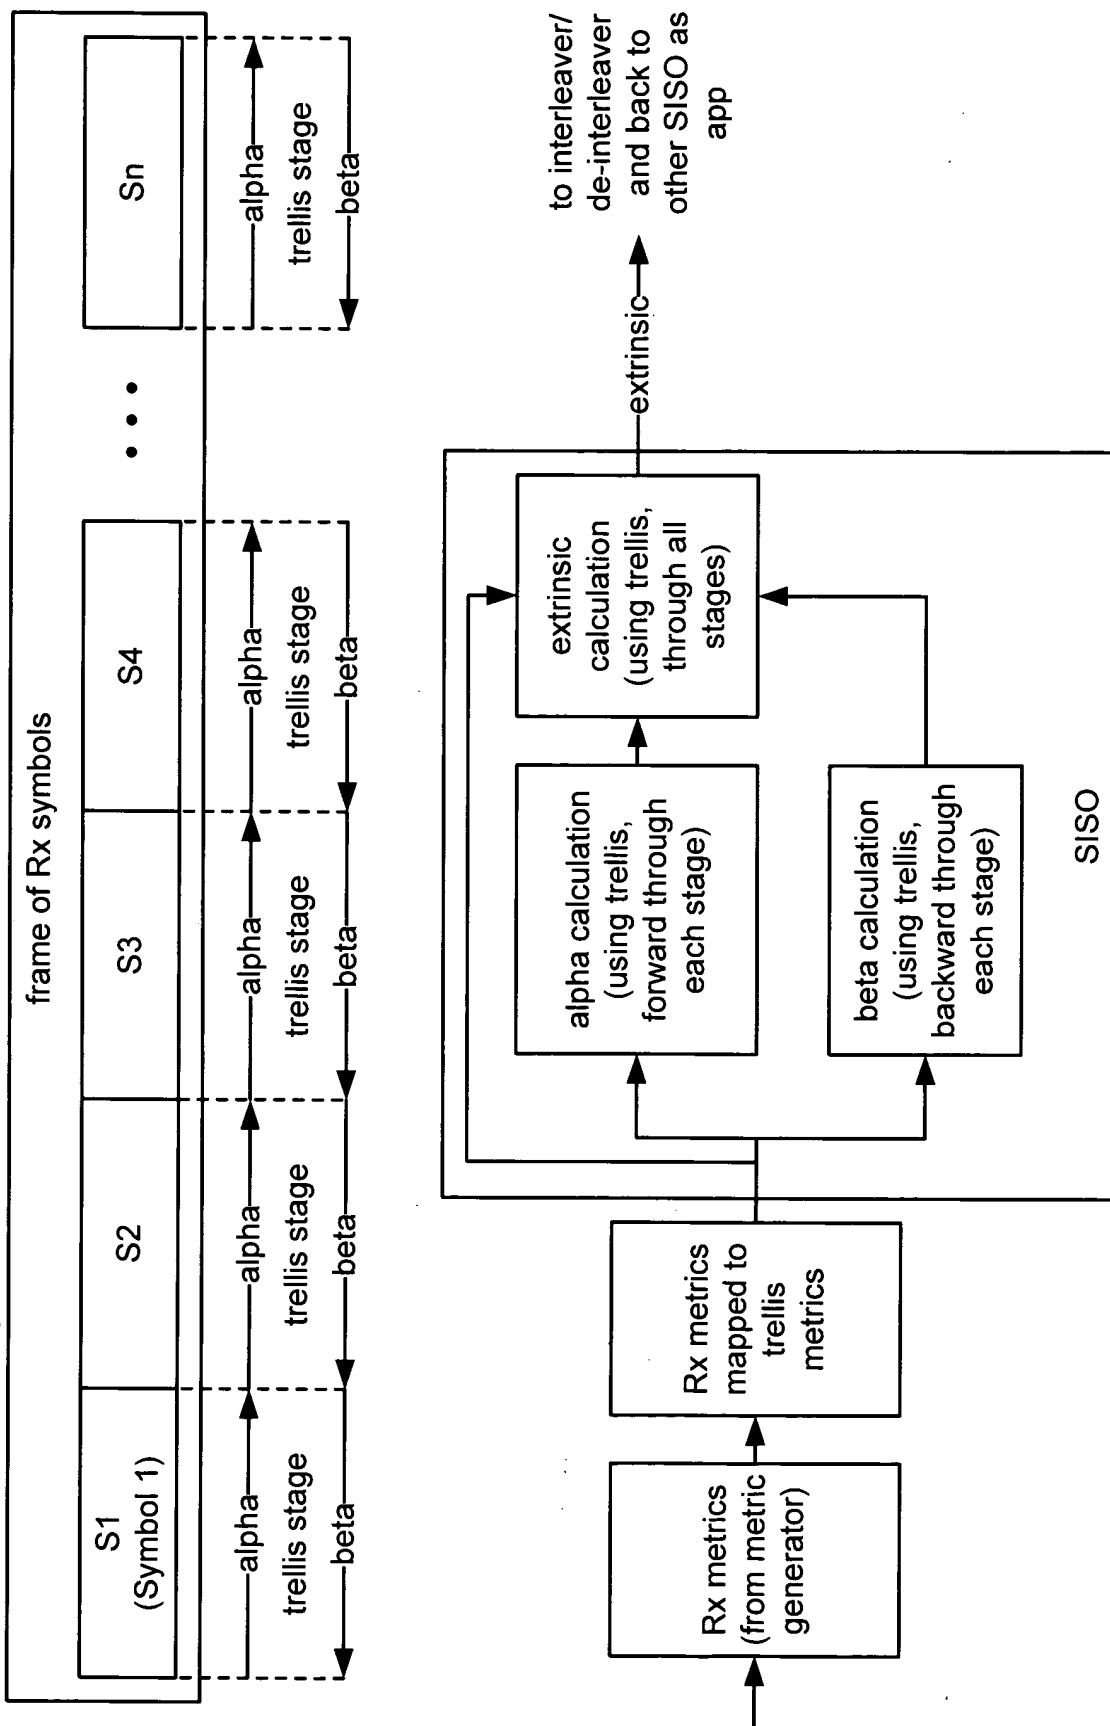 frame of Rx symbols
S1
(Symbol 1)
S2
S3
S4
Sn
alpha
trellis stage
beta
alpha
trellis stage
beta
alpha
trellis stage
beta
alpha
trellis stage
beta
alpha
trellis stage
beta
Rx metrics
(from metric
generator)
Rx metrics
mapped to
trellis
metrics
alpha calculation
(using trellis,
forward through
each stage)
beta calculation
(using trellis,
backward through
each stage)
extrinsic
calculation
(using trellis,
through all
stages)
SISO
extrinsic
to interleaver/
de-interleaver
and back to
other SISO as
app